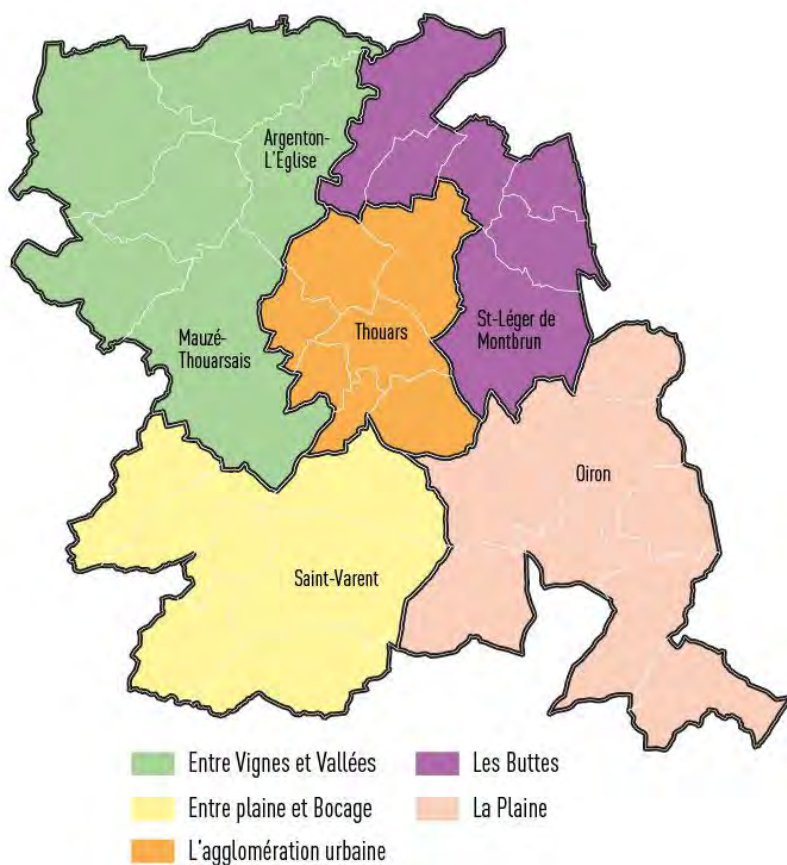 Argenton-
L'Eglise
Mauzé-
Thouarsais
Thouars
St-Léger de
Montbrun
Oiron
Saint-Varent
Entre Vignes et Vallées
Entre plaine et Bocage
L'agglomération urbaine
Les Buttes
La Plaine